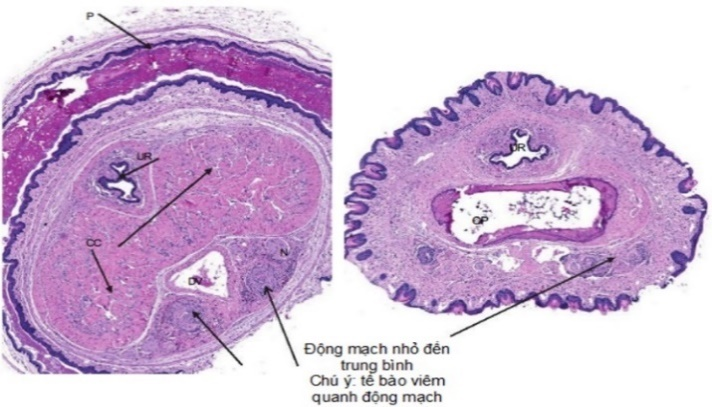 P
UR
CC
DV
N
UR
OP
Động mạch nhỏ đến
trung bình
Chú ý: tế bào viêm
quanh động mạch